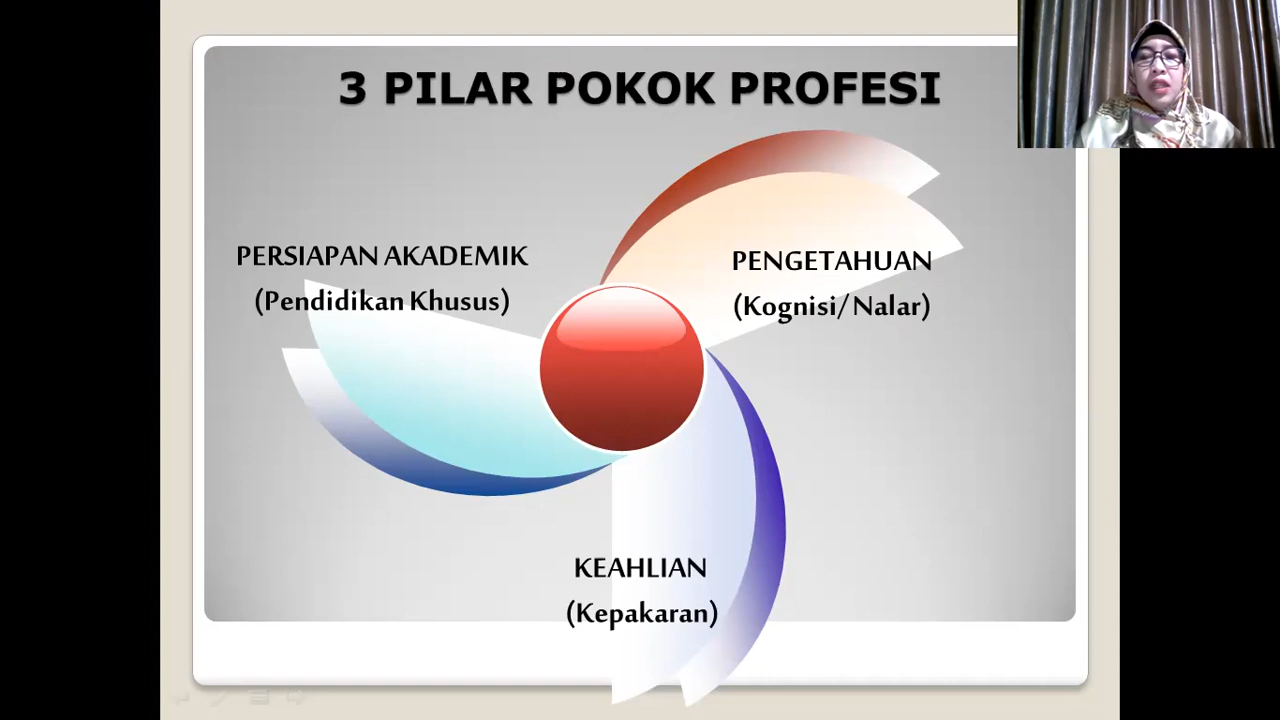 3 PILAR POKOK PROFESI
PERSIAPAN AKADEMIK
(Pendidikan Khusus)
PENGETAHUAN
(Kognisi/Nalar)
KEAHLIAN
(Kepakaran)